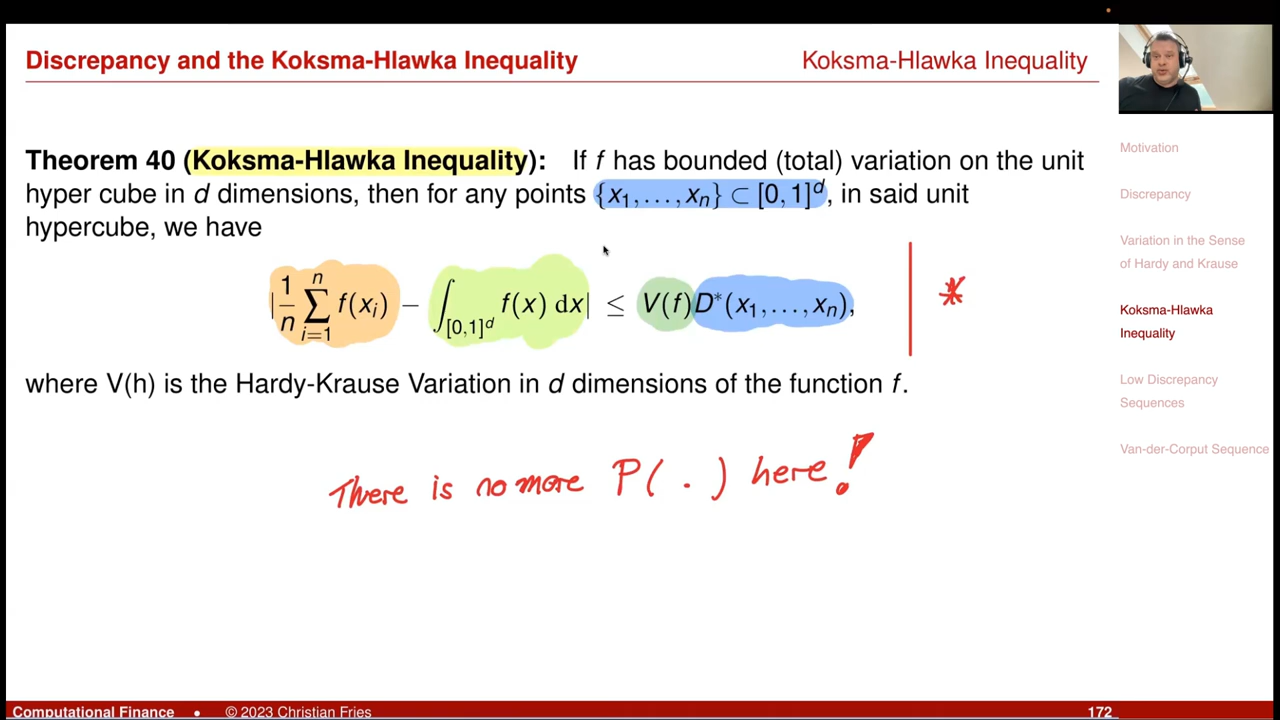 Discrepancy and the Koksma-Hlawka Inequality
Koksma-Hlawka Inequality
Theorem 40 (Koksma-Hlawka Inequality): If f has bounded (total) variation on the unit
hyper cube in d dimensions, then for any points {x₁,...,xₙ} ⊂ [0, 1]ᵈ, in said unit
hypercube, we have
|1/n ∑ⁿᵢ₌₁ f(xᵢ) − ∫_[0,1]ᵈ f(x) dx| ≤ V(f)D*(x₁,...,xₙ), | *
where V(h) is the Hardy-Krause Variation in d dimensions of the function f.
There is no more P( . ) here!
Motivation
Discrepancy
Variation in the Sense
of Hardy and Krause
Koksma-Hlawka
Inequality
Low Discrepancy
Sequences
Van-der-Corput Sequence
Computational Finance • © 2023 Christian Fries 172